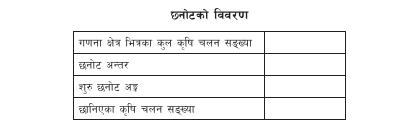 छनोटको विवरण
गणना क्षेत्र भित्रका कुल कृषि चलन सङ्ख्या
छनोट अन्तर
शुरु छनोट अङ्क
छानिएका कृषि चलन सङ्ख्या